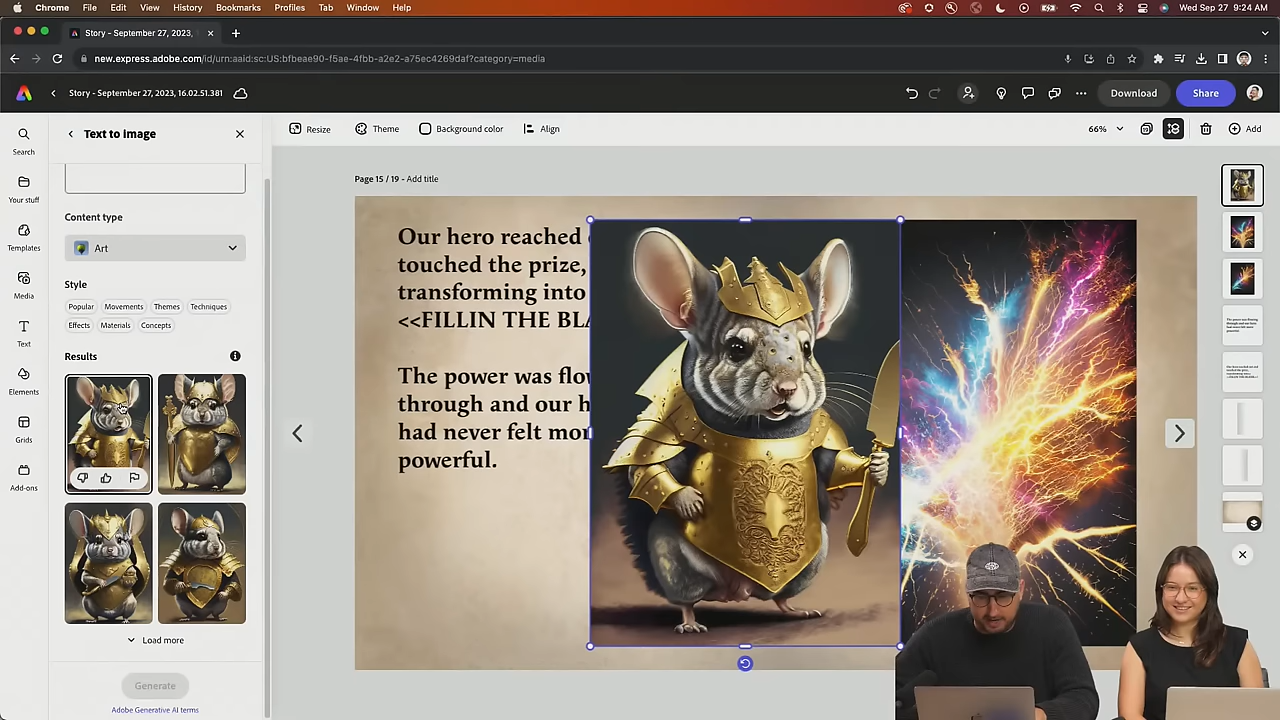 Chrome File Edit View History Bookmarks Profiles Tab Window Help Wed Sep 27 9:24 AM
Story - September 27, 2023,
new.express.adobe.com/id/urn:aaid:sc:US:bfbeae90-f5ae-4fbb-a2e2-a75ec4269daf?category=media
Story - September 27, 2023, 16.02.51.381 Download Share
Text to image
Resize Theme Background color Align 66% Add
Search
Your stuff
Templates
Media
Text
Elements
Grids
Add-ons
Content type
Art
Style
Popular Movements Themes Techniques
Effects Materials Concepts
Results
Load more
Generate
Adobe Generative AI terms
Page 15 / 19 - Add title
Our hero reached
touched the prize,
transforming into
<<FILLIN THE BLA
The power was flow
through and our h
had never felt mor
powerful.